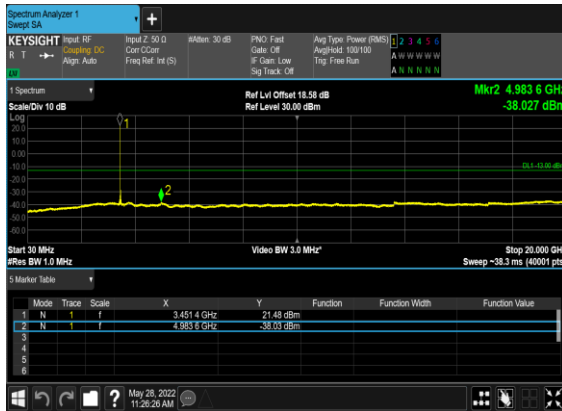 Spectrum Analyzer 1
Swept SA
+
KEYSIGHT Input: RF Input Z: 50 Ω #Atten: 30 dB PNO: Fast Avg Type: Power (RMS) 1 2 3 4 5 6
R T Coupling: DC Corr CCorr Gate: Off Avg|Hold: 100/100 A W W W W W
Align: Auto Freq Ref: Int (S) IF Gain: Low Trig: Free Run
Sig Track: Off A N N N N N
1 Spectrum
Ref Lvl Offset 18.58 dB Mkr2 4.983 6 GHz
Scale/Div 10 dB Ref Level 30.00 dBm -38.027 dBm
Log
1
20.0
10.0
0.00
-10.0
DL1 -13.00 dBm
-20.0
2
-30.0
-40.0
-50.0
-60.0
Start 30 MHz Video BW 3.0 MHz* Stop 20.000 GHz
#Res BW 1.0 MHz Sweep ~38.3 ms (40001 pts)
5 Marker Table
Mode Trace Scale X Y Function Function Width Function Value
1 N 1 f 3.451 4 GHz 21.48 dBm
2 N 1 f 4.983 6 GHz -38.03 dBm
3
4
5
6
? May 28, 2022
11:26:26 AM